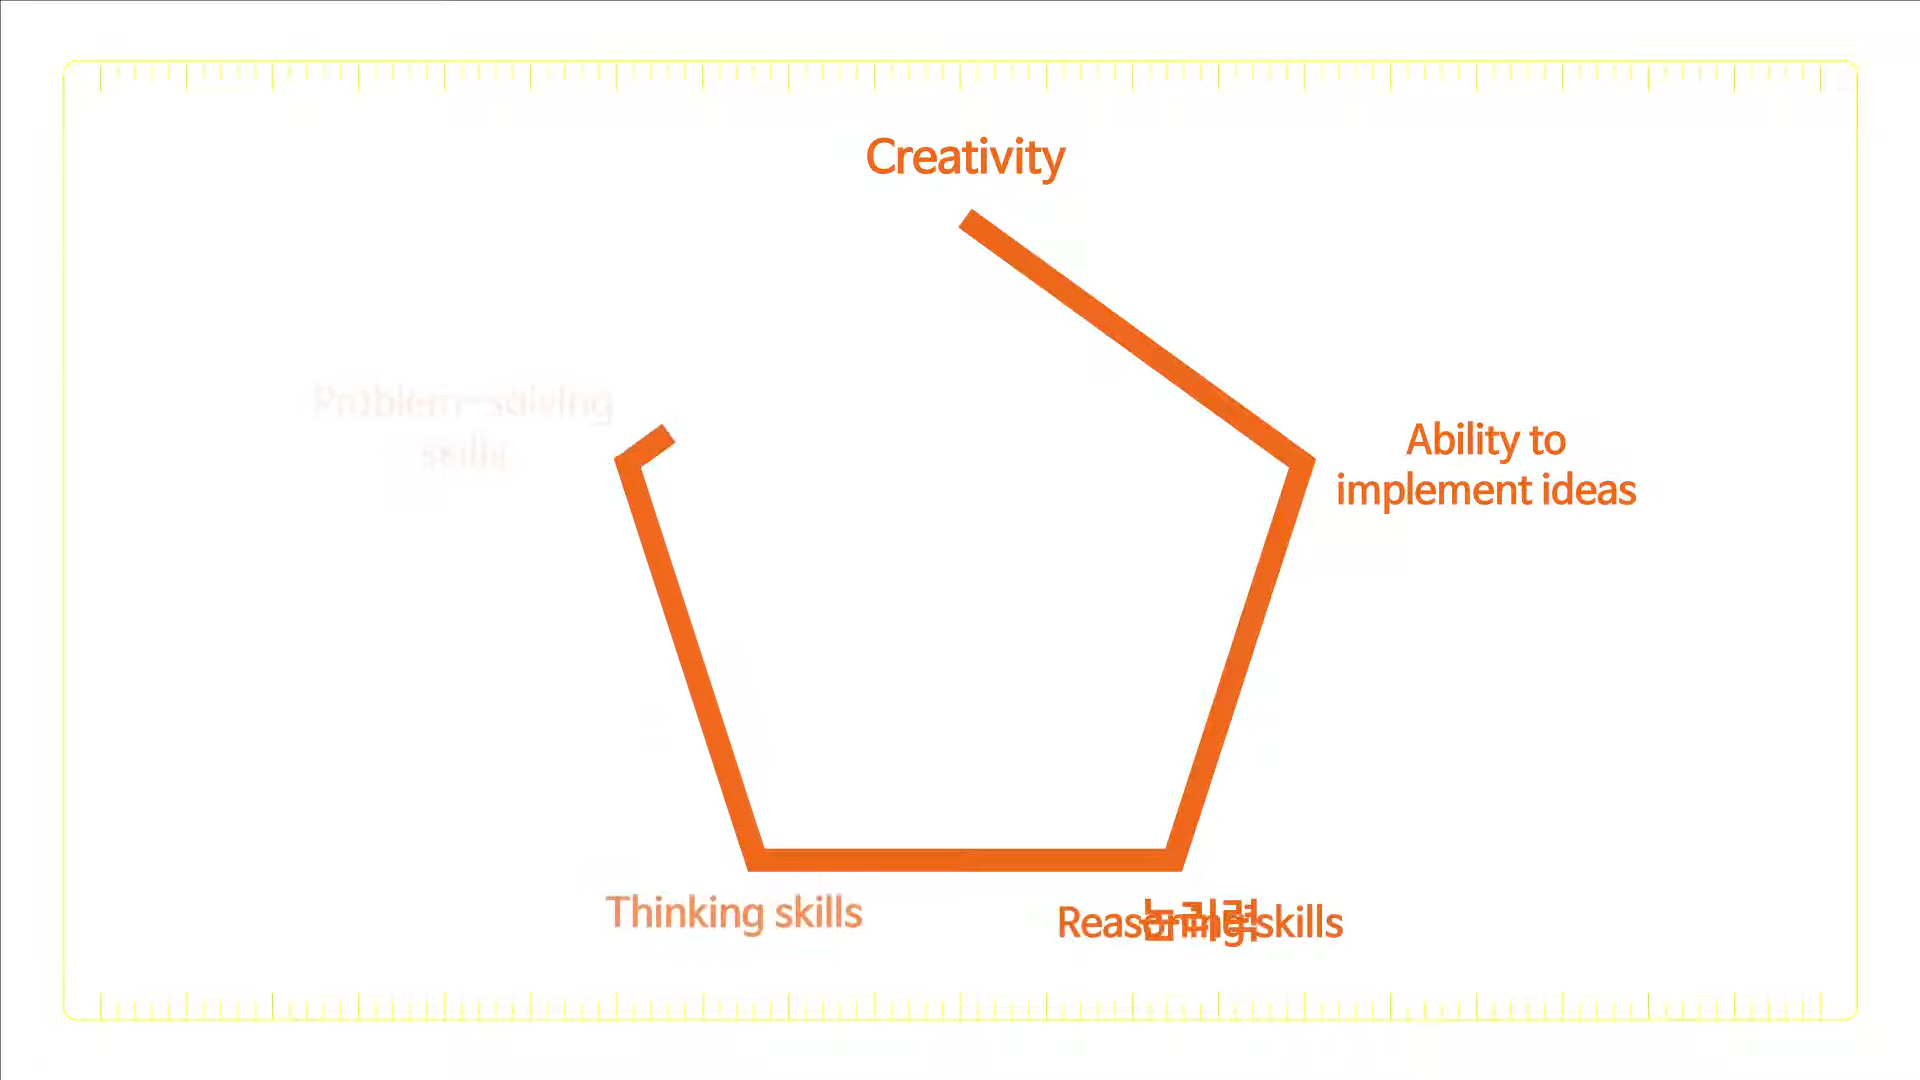 Creativity
Problem-solving
skills
Ability to
implement ideas
Thinking skills
Reasoning skills
논리력